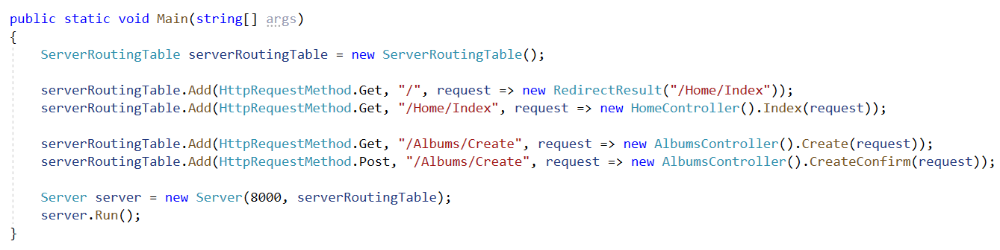 public static void Main(string[] args)
{
    ServerRoutingTable serverRoutingTable = new ServerRoutingTable();

    serverRoutingTable.Add(HttpRequestMethod.Get, "/", request => new RedirectResult("/Home/Index"));
    serverRoutingTable.Add(HttpRequestMethod.Get, "/Home/Index", request => new HomeController().Index(request));

    serverRoutingTable.Add(HttpRequestMethod.Get, "/Albums/Create", request => new AlbumsController().Create(request));
    serverRoutingTable.Add(HttpRequestMethod.Post, "/Albums/Create", request => new AlbumsController().CreateConfirm(request));

    Server server = new Server(8000, serverRoutingTable);
    server.Run();
}